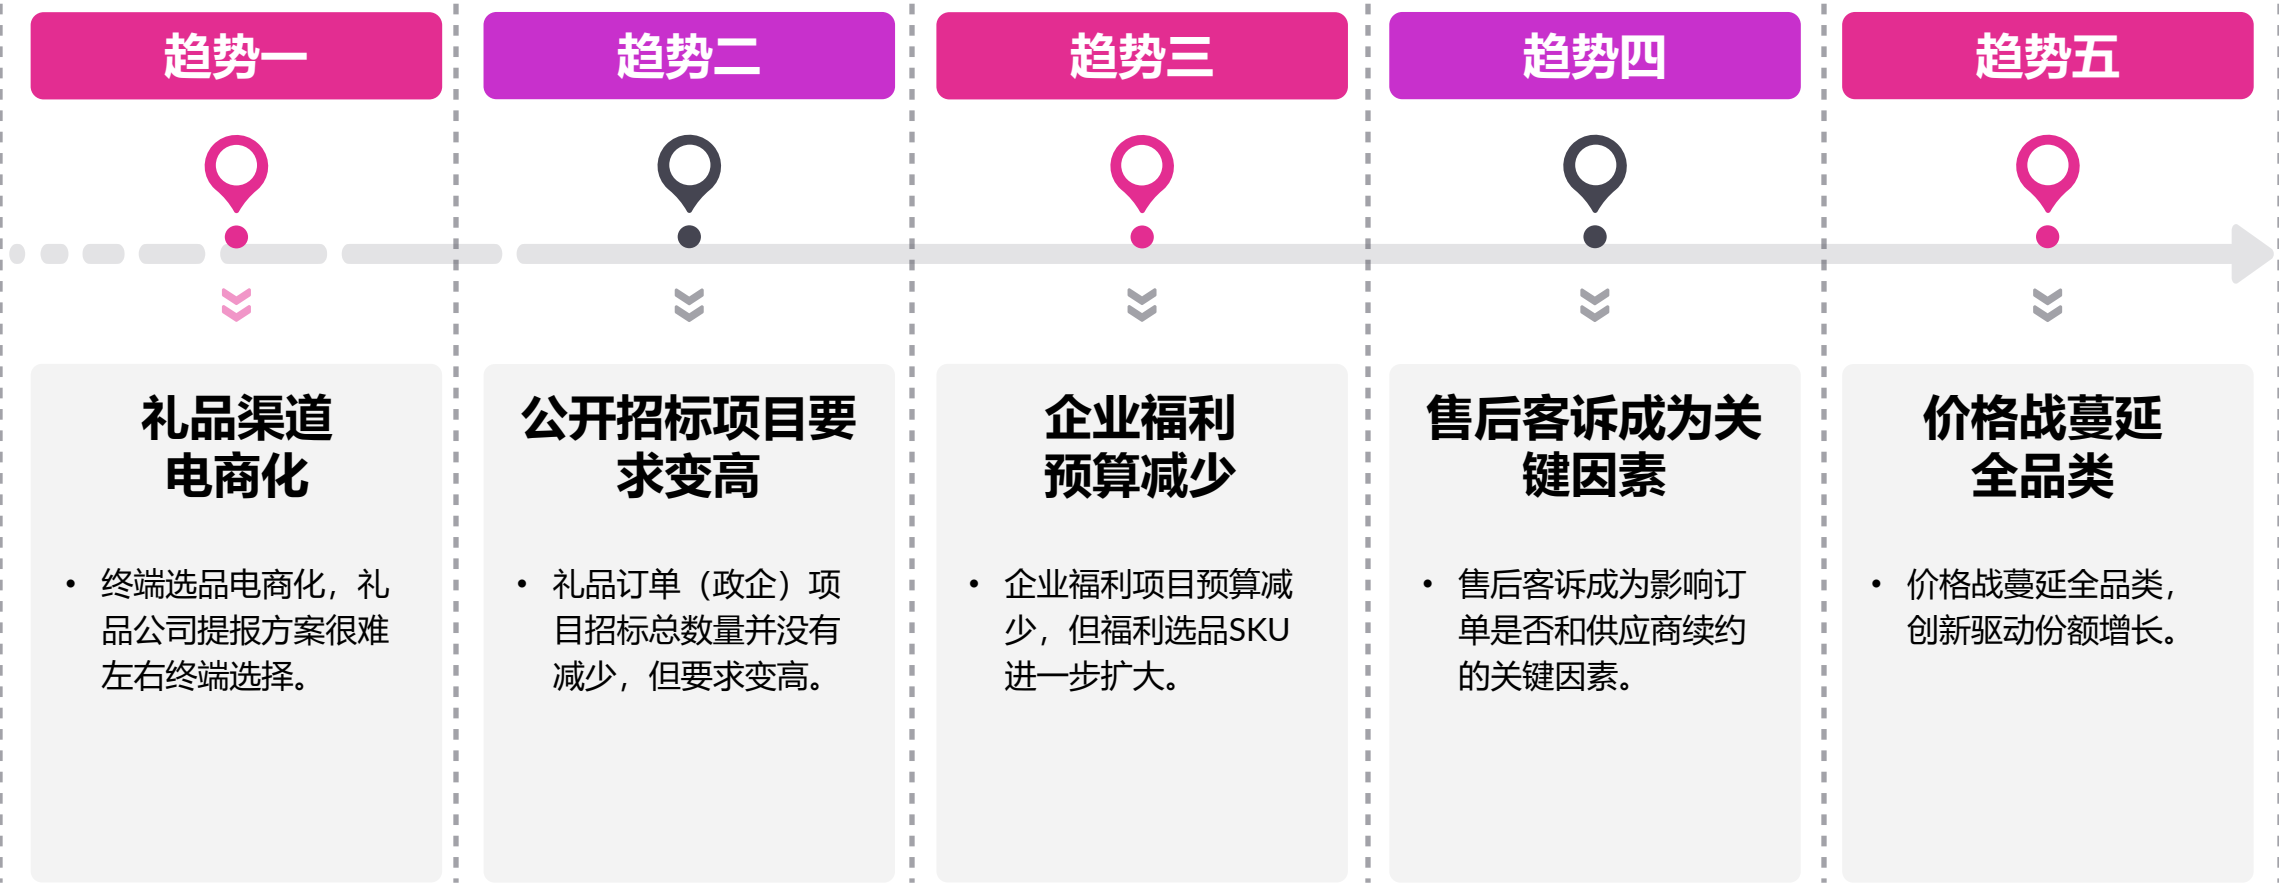 趋势一
趋势二
趋势三
趋势四
趋势五
礼品渠道
电商化
• 终端选品电商化，礼
品公司提报方案很难
左右终端选择。
公开招标项目要
求变高
• 礼品订单（政企）项
目招标总数量并没有
减少，但要求变高。
企业福利
预算减少
• 企业福利项目预算减
少，但福利选品SKU
进一步扩大。
售后客诉成为关
键因素
• 售后客诉成为影响订
单是否和供应商续约
的关键因素。
价格战蔓延
全品类
• 价格战蔓延全品类，
创新驱动份额增长。